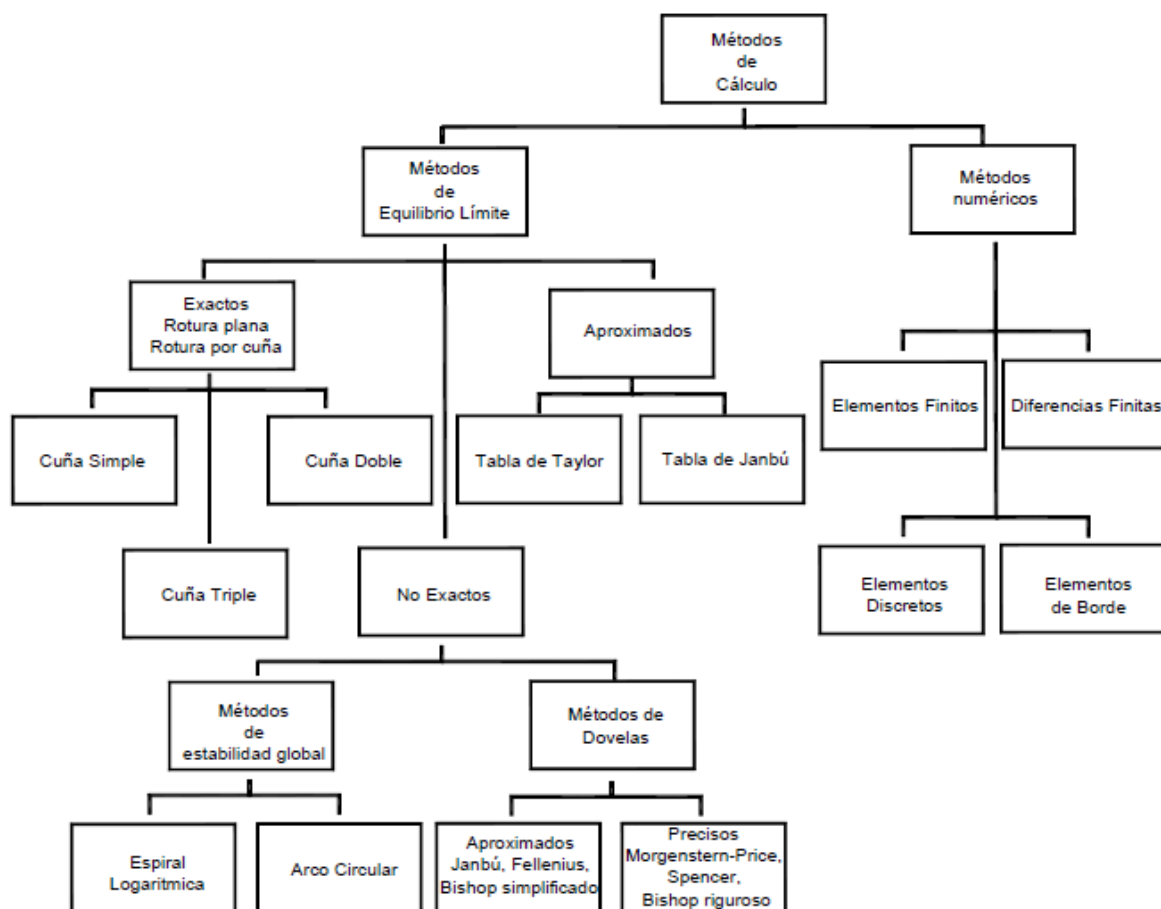 Métodos
de
Cálculo
Métodos
de
Equilibrio Límite
Métodos
numéricos
Exactos
Rotura plana
Rotura por cuña
Aproximados
Elementos Finitos
Diferencias Finitas
Cuña Simple
Cuña Doble
Tabla de Taylor
Tabla de Janbú
Cuña Triple
No Exactos
Elementos
Discretos
Elementos
de Borde
Métodos
de
estabilidad global
Métodos de
Dovelas
Espiral
Logaritmica
Arco Circular
Aproximados
Janbú, Fellenius,
Bishop simplificado
Precisos
Morgenstern-Price,
Spencer,
Bishop riguroso